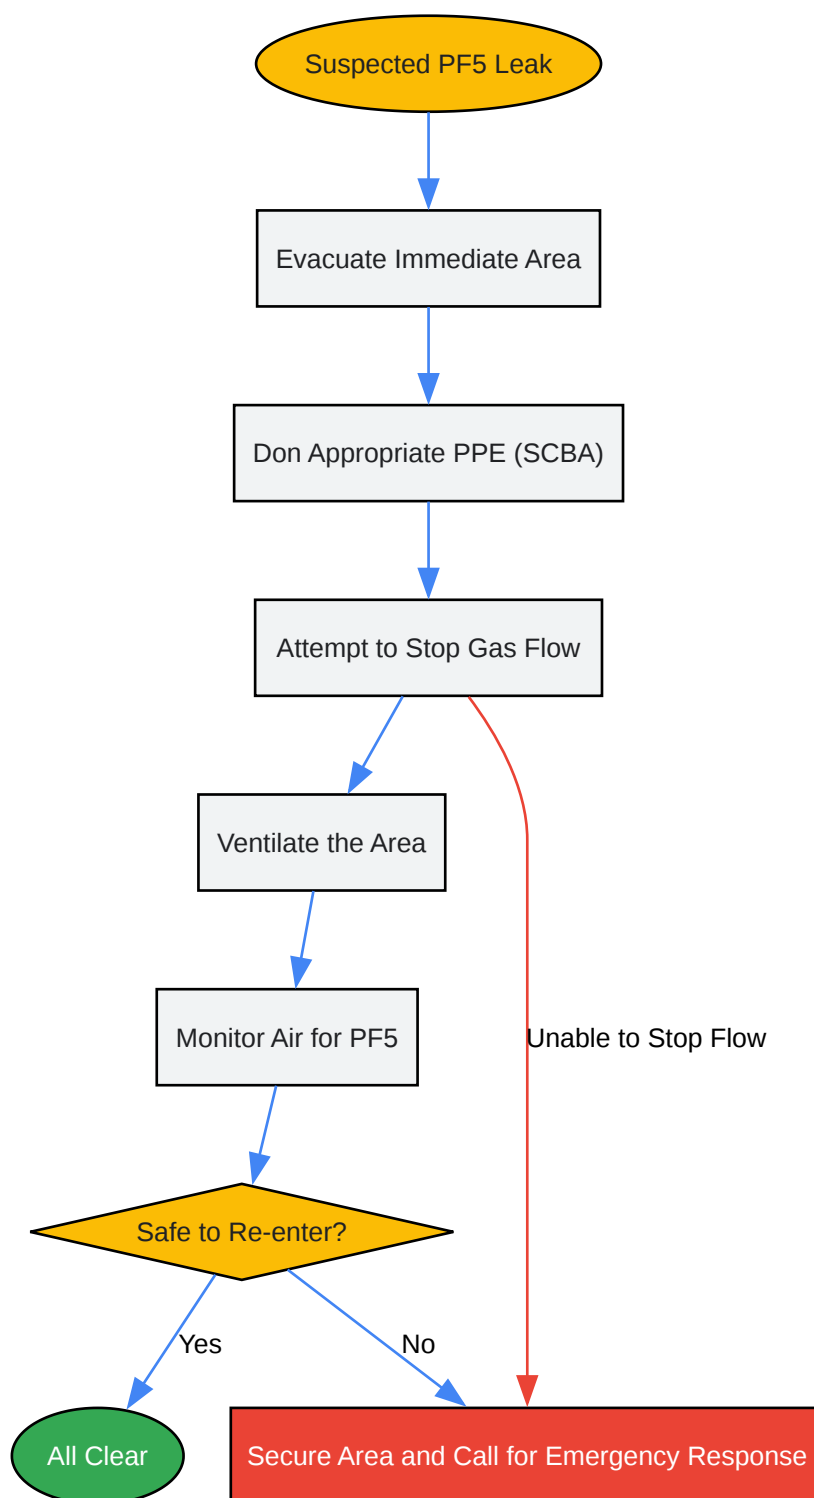 Suspected PF5 Leak
Evacuate Immediate Area
Don Appropriate PPE (SCBA)
Attempt to Stop Gas Flow
Ventilate the Area
Monitor Air for PF5
Unable to Stop Flow
Safe to Re-enter?
Yes
No
All Clear
Secure Area and Call for Emergency Response